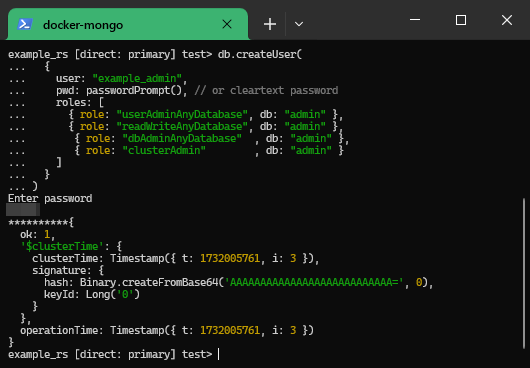 docker-mongo
example_rs [direct: primary] test> db.createUser(
...   {
...     user: "example_admin",
...     pwd: passwordPrompt(), // or cleartext password
...     roles: [
...       { role: "userAdminAnyDatabase", db: "admin" },
...       { role: "readWriteAnyDatabase", db: "admin" },
...        { role: "dbAdminAnyDatabase"  , db: "admin" },
...        { role: "clusterAdmin"        , db: "admin" }
...     ]
...   }
... )
Enter password
**********{
  ok: 1,
  '$clusterTime': {
    clusterTime: Timestamp({ t: 1732005761, i: 3 }),
    signature: {
      hash: Binary.createFromBase64('AAAAAAAAAAAAAAAAAAAAAAAAAAA=', 0),
      keyId: Long('0')
    }
  },
  operationTime: Timestamp({ t: 1732005761, i: 3 })
}
example_rs [direct: primary] test>